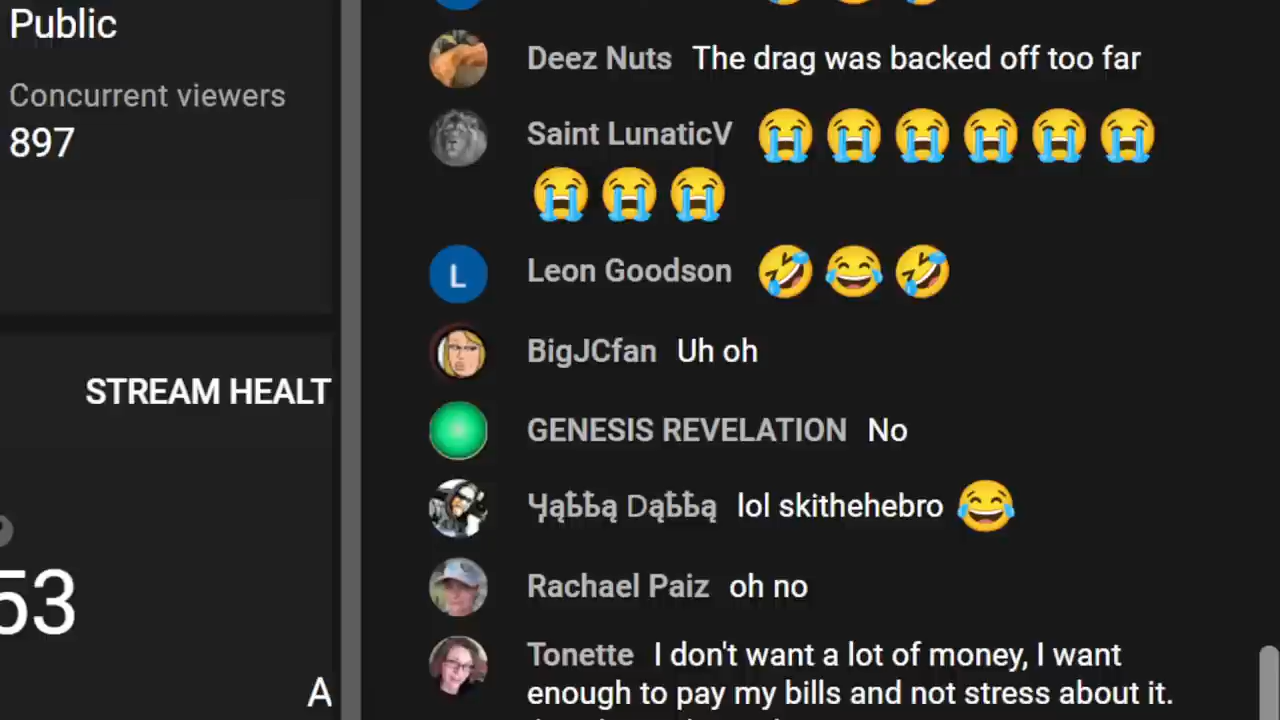 Public
Concurrent viewers
897
STREAM HEALT
53
A
Deez Nuts The drag was backed off too far
Saint LunaticV 😭😭😭😭😭😭
😭😭😭
Leon Goodson 🤣😂🤣
L
BigJCfan Uh oh
GENESIS REVELATION No
Ҷąҍҍą Dąҍҍą lol skithehebro 😂
Rachael Paiz oh no
Tonette I don't want a lot of money, I want
enough to pay my bills and not stress about it.